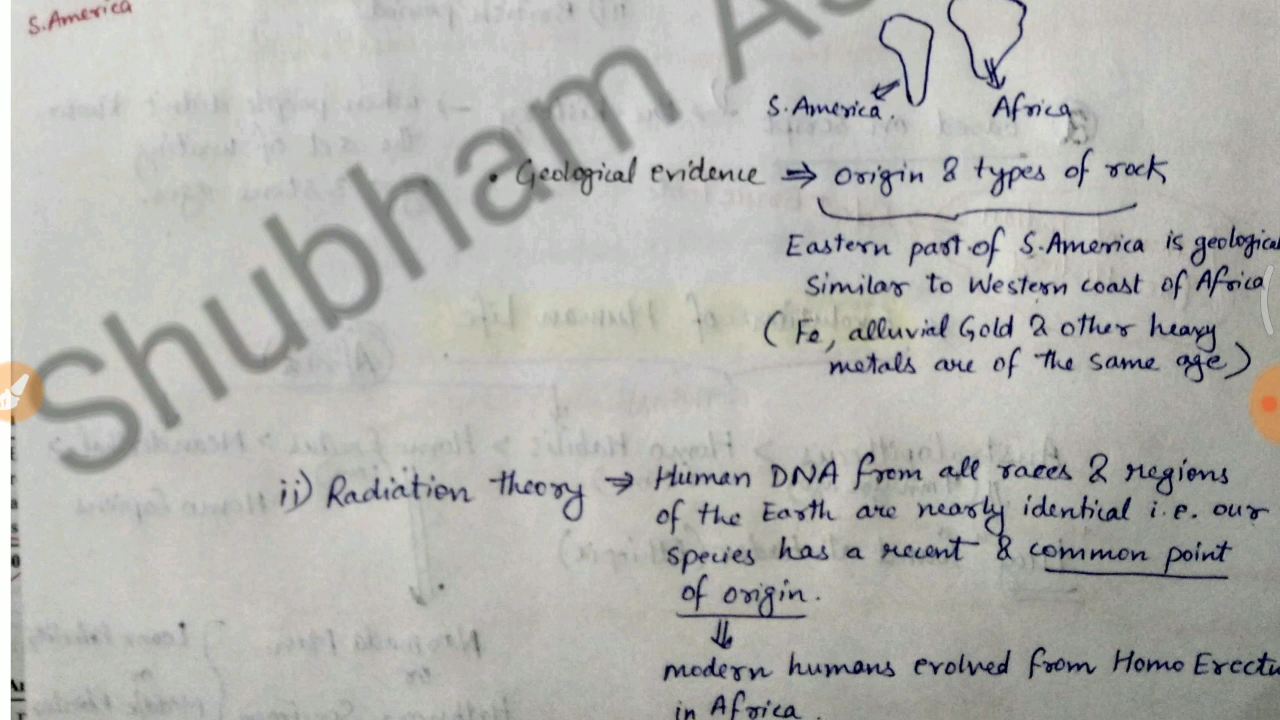 S.America
S.America.
Africa
Shubham As
• Geological evidence ⇒ origin & types of rock
Eastern part of S.America is geologica
similar to Western coast of Africa
(Fe, alluvial Gold & other heavy
metals are of the same age)
ii) Radiation theory → Human DNA from all races & regions
of the Earth are nearly identical i.e. our
species has a recent & common point
of origin.
⇓
modern humans evolved from Homo Erectu
in Africa.